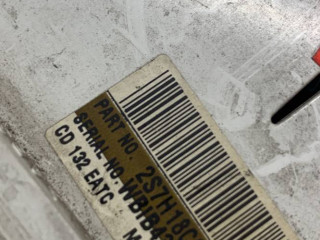 PART NO. 2S7H18C
SERIAL NO. WBIB4
CD 132 EATC M